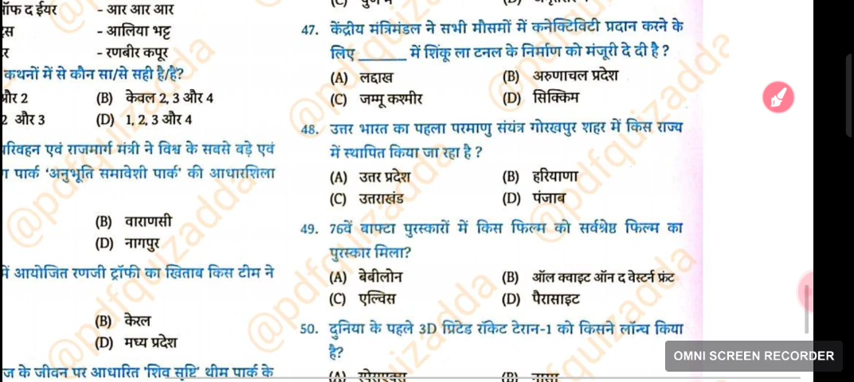 ऑफ द ईयर - आर आर आर
- आलिया भट्ट
- रणबीर कपूर
कथनों में से कौन सा/से सही है/हैं?
और 2 (B) केवल 2, 3 और 4
2 और 3 (D) 1, 2, 3 और 4
परिवहन एवं राजमार्ग मंत्री ने विश्व के सबसे बड़े एवं
पार्क 'अनुभूति समावेशी पार्क' की आधारशिला
(B) वाराणसी
(D) नागपुर
में आयोजित रणजी ट्रॉफी का खिताब किस टीम ने
(B) केरल
(D) मध्य प्रदेश
के जीवन पर आधारित 'शिव सृष्टि' थीम पार्क के
47. केंद्रीय मंत्रिमंडल ने सभी मौसमों में कनेक्टिविटी प्रदान करने के
लिए ________ में शिंकू ला टनल के निर्माण को मंजूरी दे दी है ?
(A) लद्दाख (B) अरुणाचल प्रदेश
(C) जम्मू कश्मीर (D) सिक्किम
48. उत्तर भारत का पहला परमाणु संयंत्र गोरखपुर शहर में किस राज्य
में स्थापित किया जा रहा है ?
(A) उत्तर प्रदेश (B) हरियाणा
(C) उत्तराखंड (D) पंजाब
49. 76वें बाफ्टा पुरस्कारों में किस फिल्म को सर्वश्रेष्ठ फिल्म का
पुरस्कार मिला?
(A) बेबीलोन (B) ऑल क्वाइट ऑन द वेस्टर्न फ्रंट
(C) एल्विस (D) पैरासाइट
50. दुनिया के पहले 3D प्रिंटेड रॉकेट टेरान-1 को किसने लॉन्च किया
है?
(A) स्पेसएक्स (B) नासा
@pdfquizadda
OMNI SCREEN RECORDER